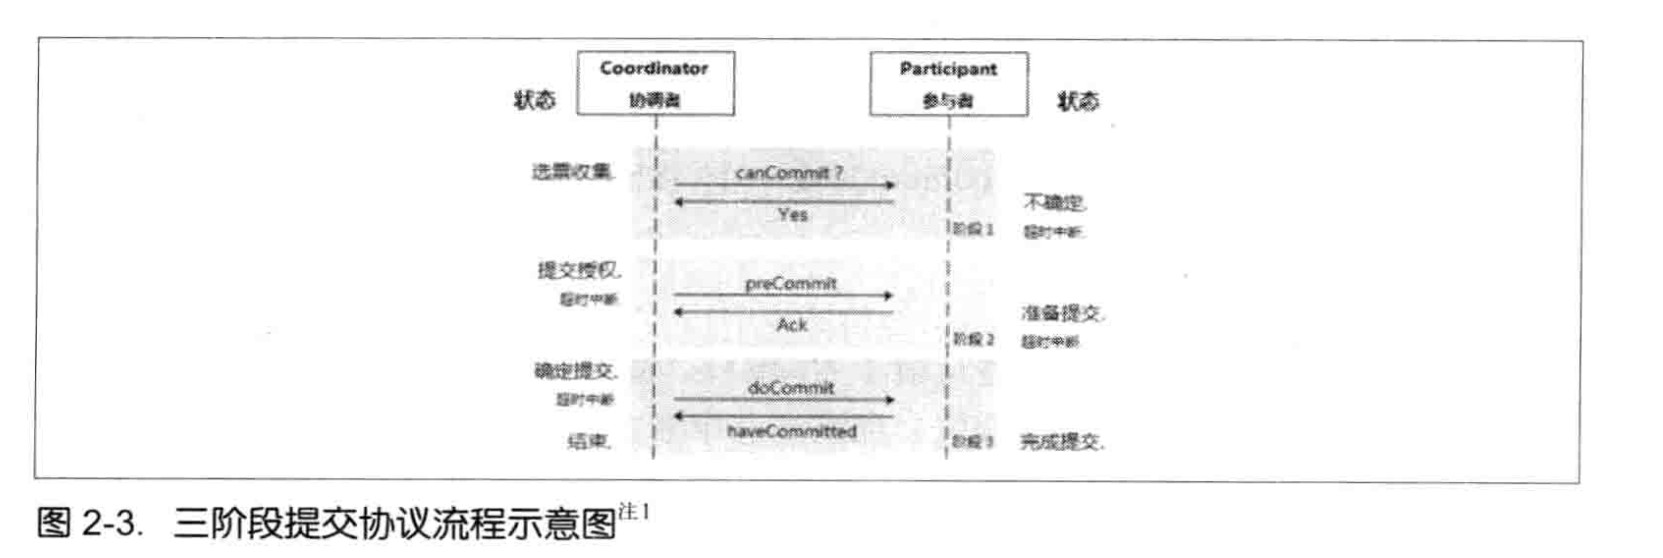 Coordinator
协调者
Participant
参与者
状态
状态
选票收集.
canCommit ?
Yes
阶段 1
不确定.
超时中断.
提交授权.
超时中断
preCommit
Ack
阶段 2
准备提交.
超时中断
确定提交.
超时中断
doCommit
haveCommitted
结束.
阶段 3
完成提交.
图 2-3. 三阶段提交协议流程示意图注1